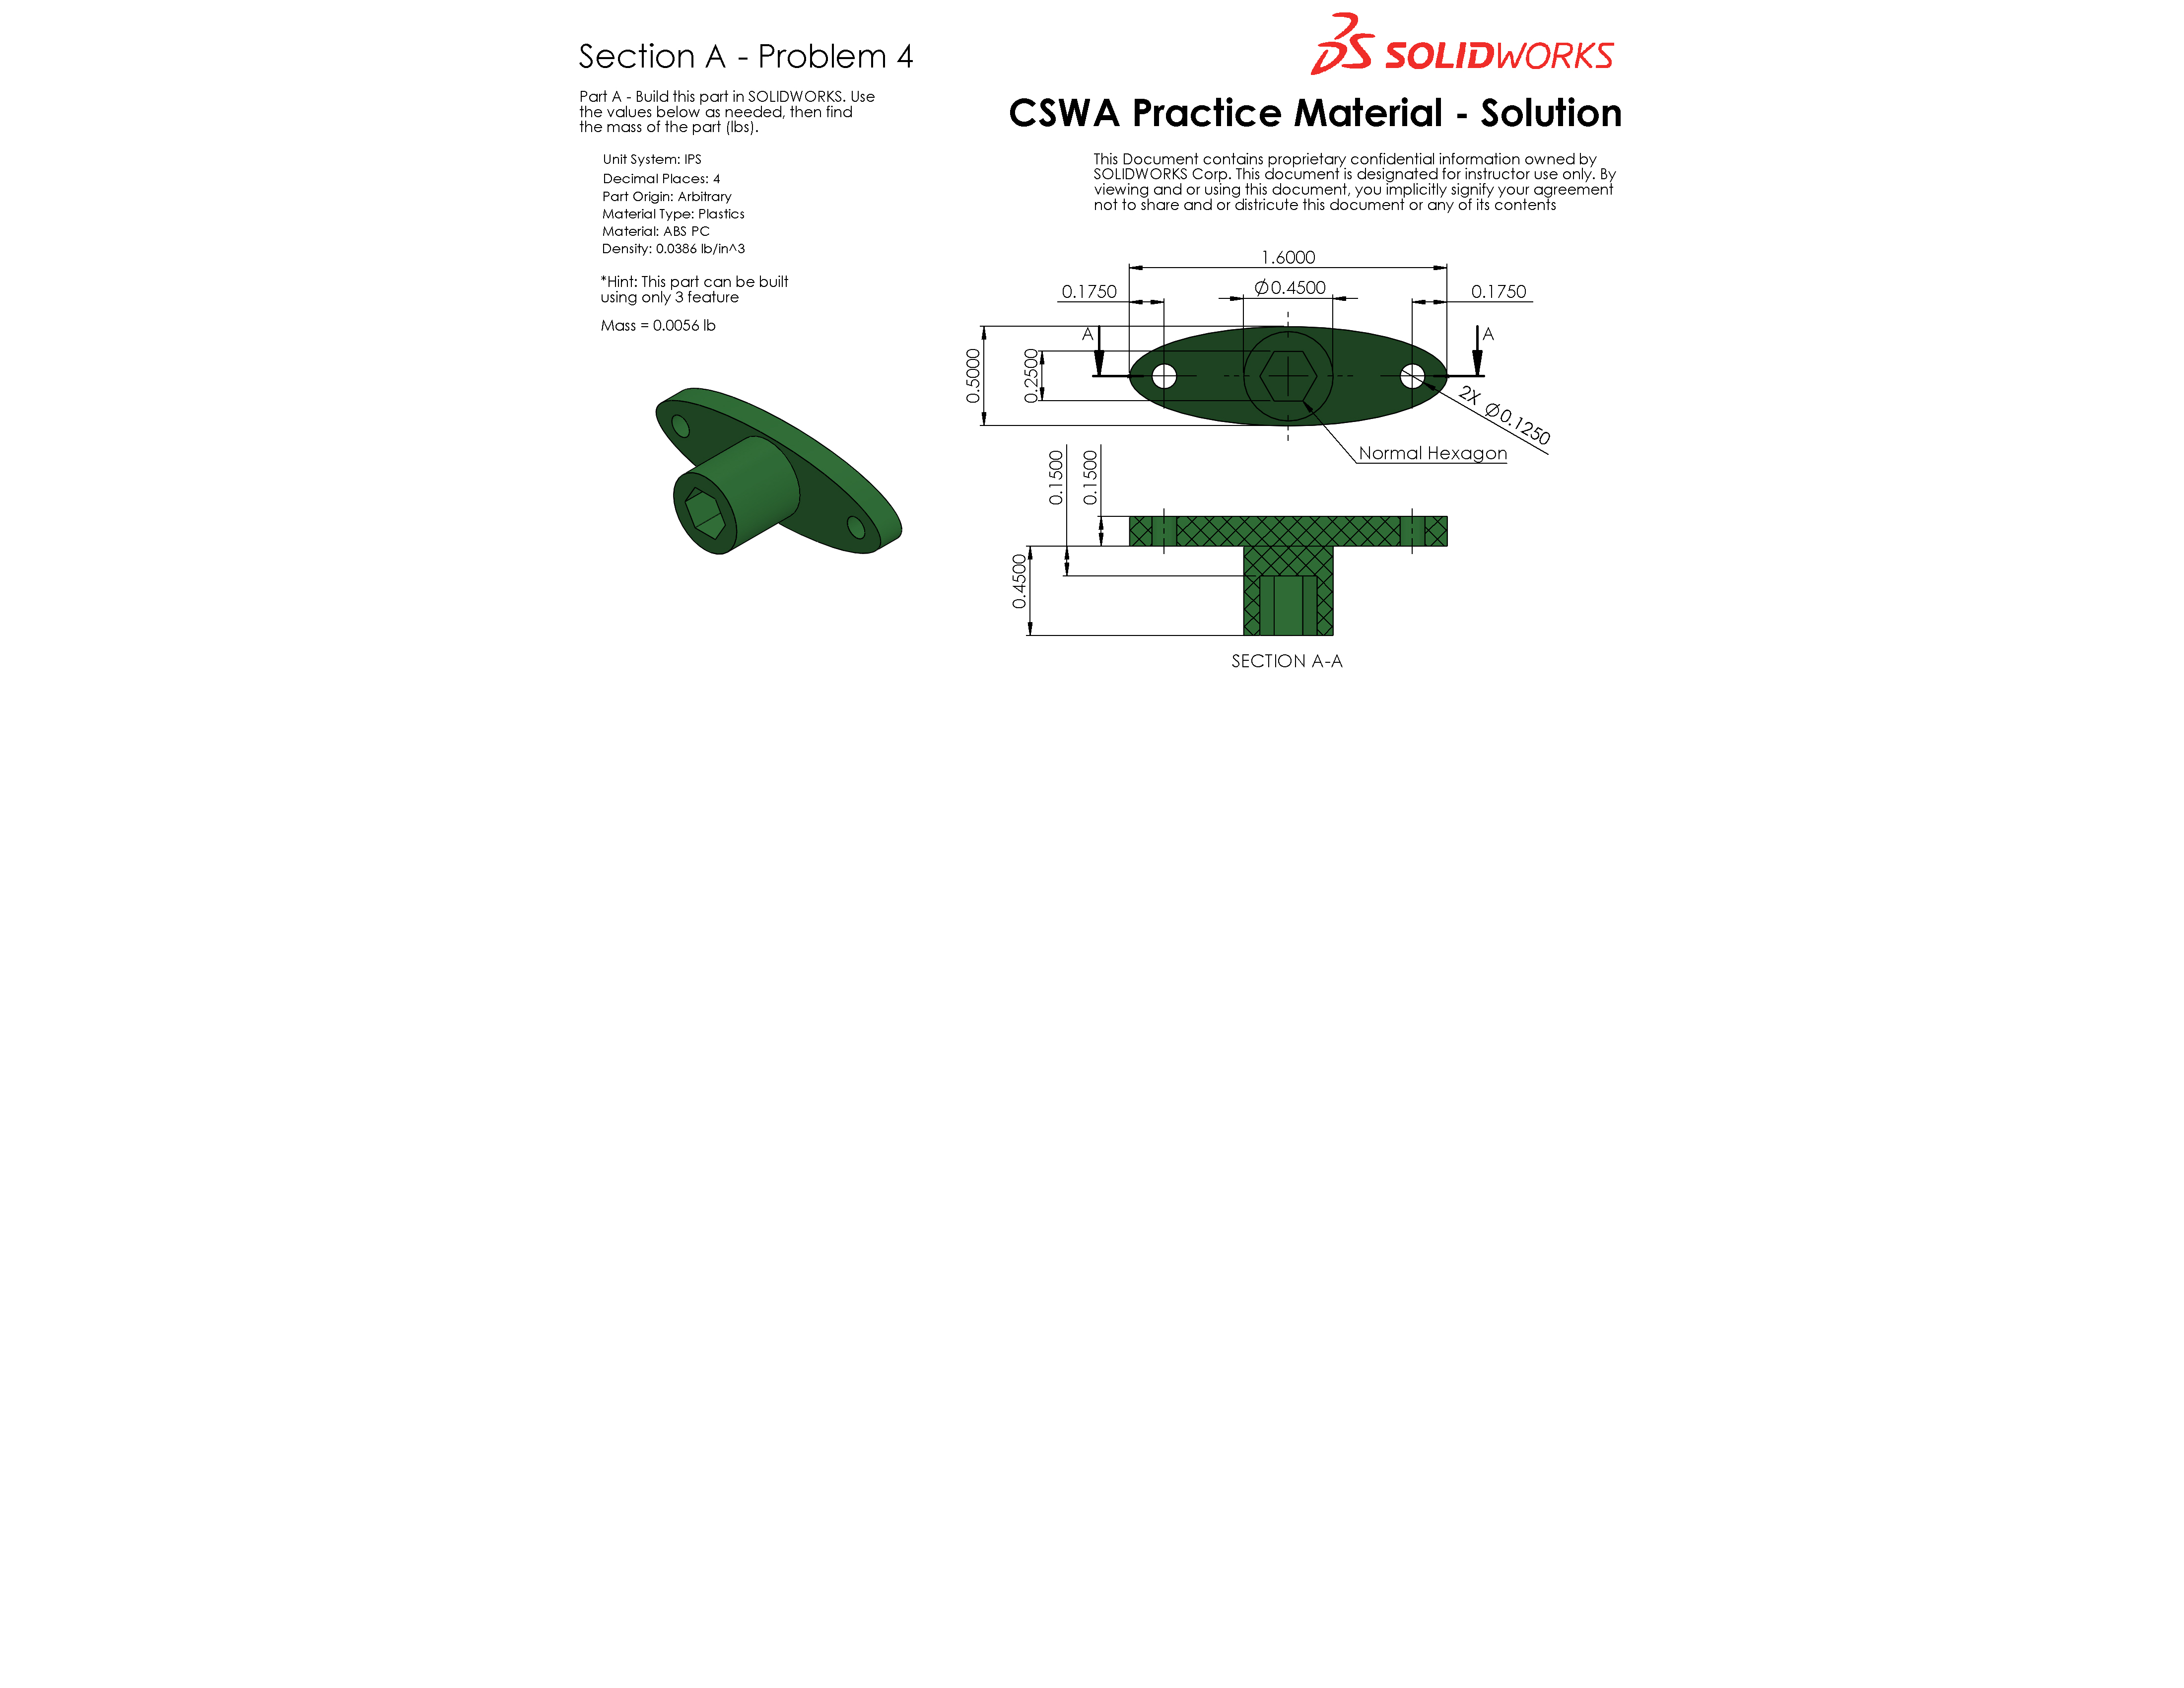 Section A - Problem 4
Part A - Build this part in SOLIDWORKS. Use
the values below as needed, then find
the mass of the part (lbs).
Unit System: IPS
Decimal Places: 4
Part Origin: Arbitrary
Material Type: Plastics
Material: ABS PC
Density: 0.0386 lb/in^3
*Hint: This part can be built
using only 3 feature
Mass = 0.0056 lb
SOLIDWORKS
CSWA Practice Material - Solution
This Document contains proprietary confidential information owned by
SOLIDWORKS Corp. This document is designated for instructor use only. By
viewing and or using this document, you implicitly signify your agreement
not to share and or districute this document or any of its contents
1.6000
0.1750
Ø0.4500
0.1750
A
A
0.5000
0.2500
2X Ø0.1250
Normal Hexagon
0.1500
0.1500
0.4500
SECTION A-A